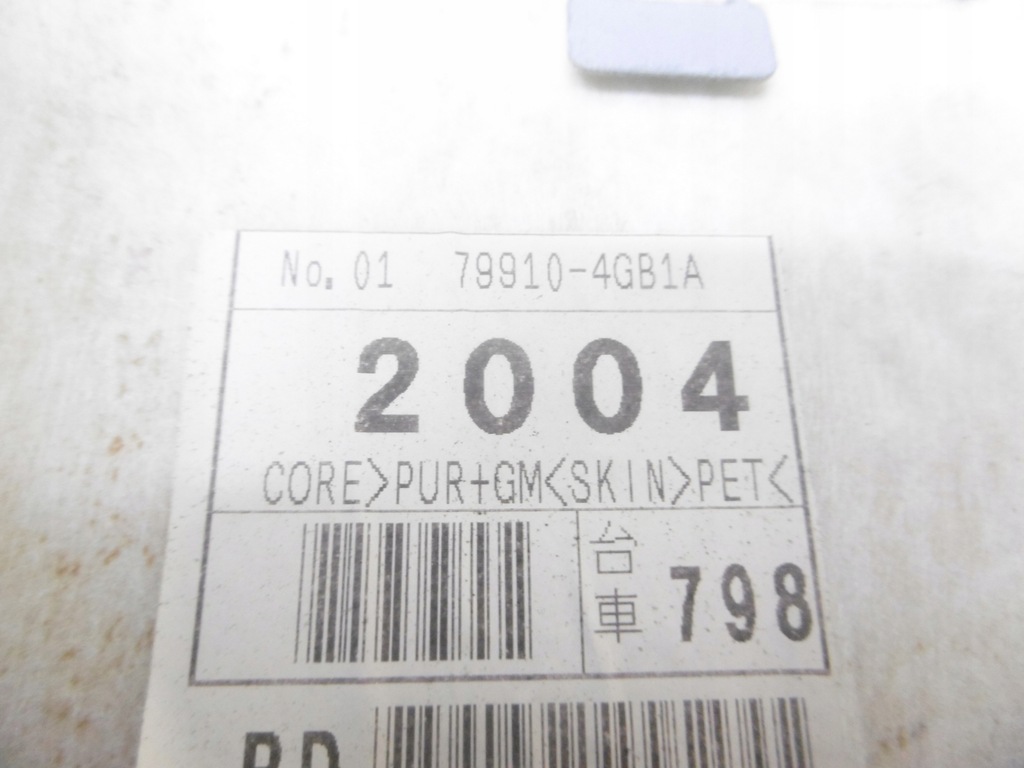 No. 01 79910-4GB1A
2004
CORE>PUR+GM<SKIN>PET<
台車 798